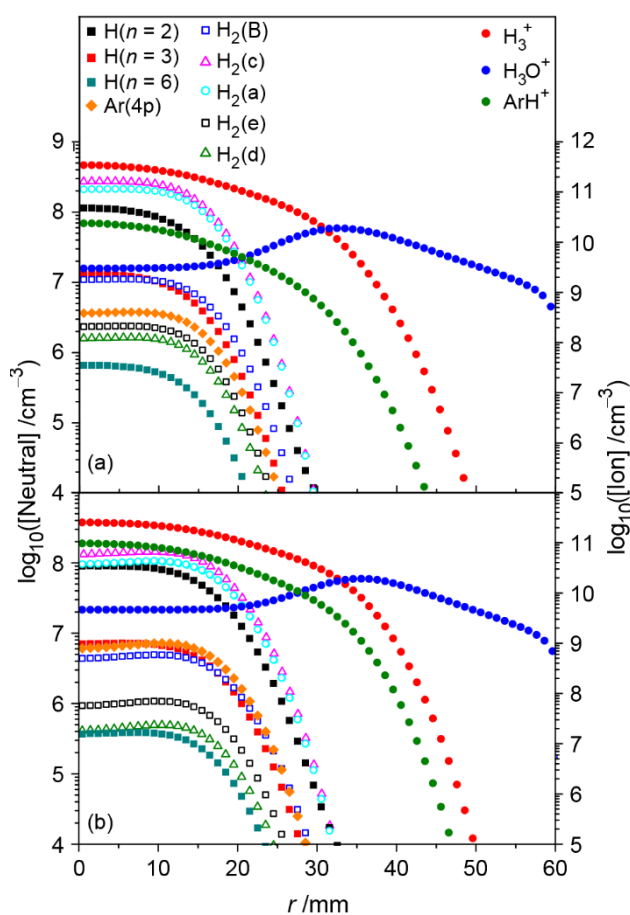 H(n = 2)
H(n = 3)
H(n = 6)
Ar(4p)
H₂(B)
H₂(c)
H₂(a)
H₂(e)
H₂(d)
H₃⁺
H₃O⁺
ArH⁺
9
8
7
6
5
4
12
11
10
9
8
7
6
5
(a)
8
7
6
5
4
11
10
9
8
7
6
5
(b)
0 10 20 30 40 50 60
r /mm
log₁₀([Neutral] /cm⁻³)
log₁₀([Ion] /cm⁻³)